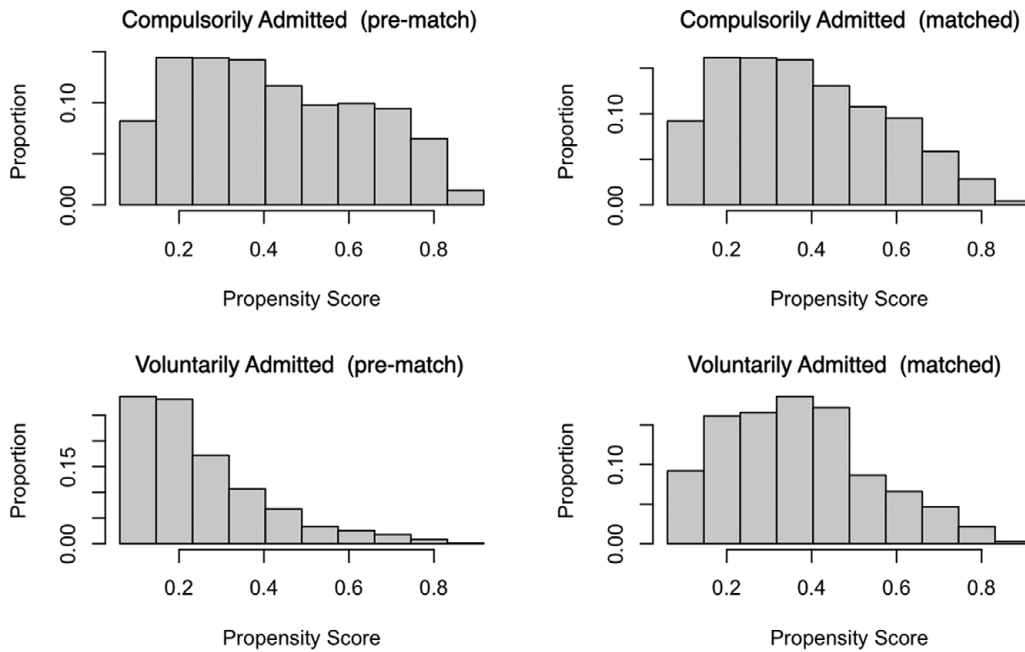 Compulsorily Admitted (pre-match)
Proportion
0.00 0.10
0.2 0.4 0.6 0.8
Propensity Score
Compulsorily Admitted (matched)
Proportion
0.00 0.10
0.2 0.4 0.6 0.8
Propensity Score
Voluntarily Admitted (pre-match)
Proportion
0.00 0.15
0.2 0.4 0.6 0.8
Propensity Score
Voluntarily Admitted (matched)
Proportion
0.00 0.10
0.2 0.4 0.6 0.8
Propensity Score